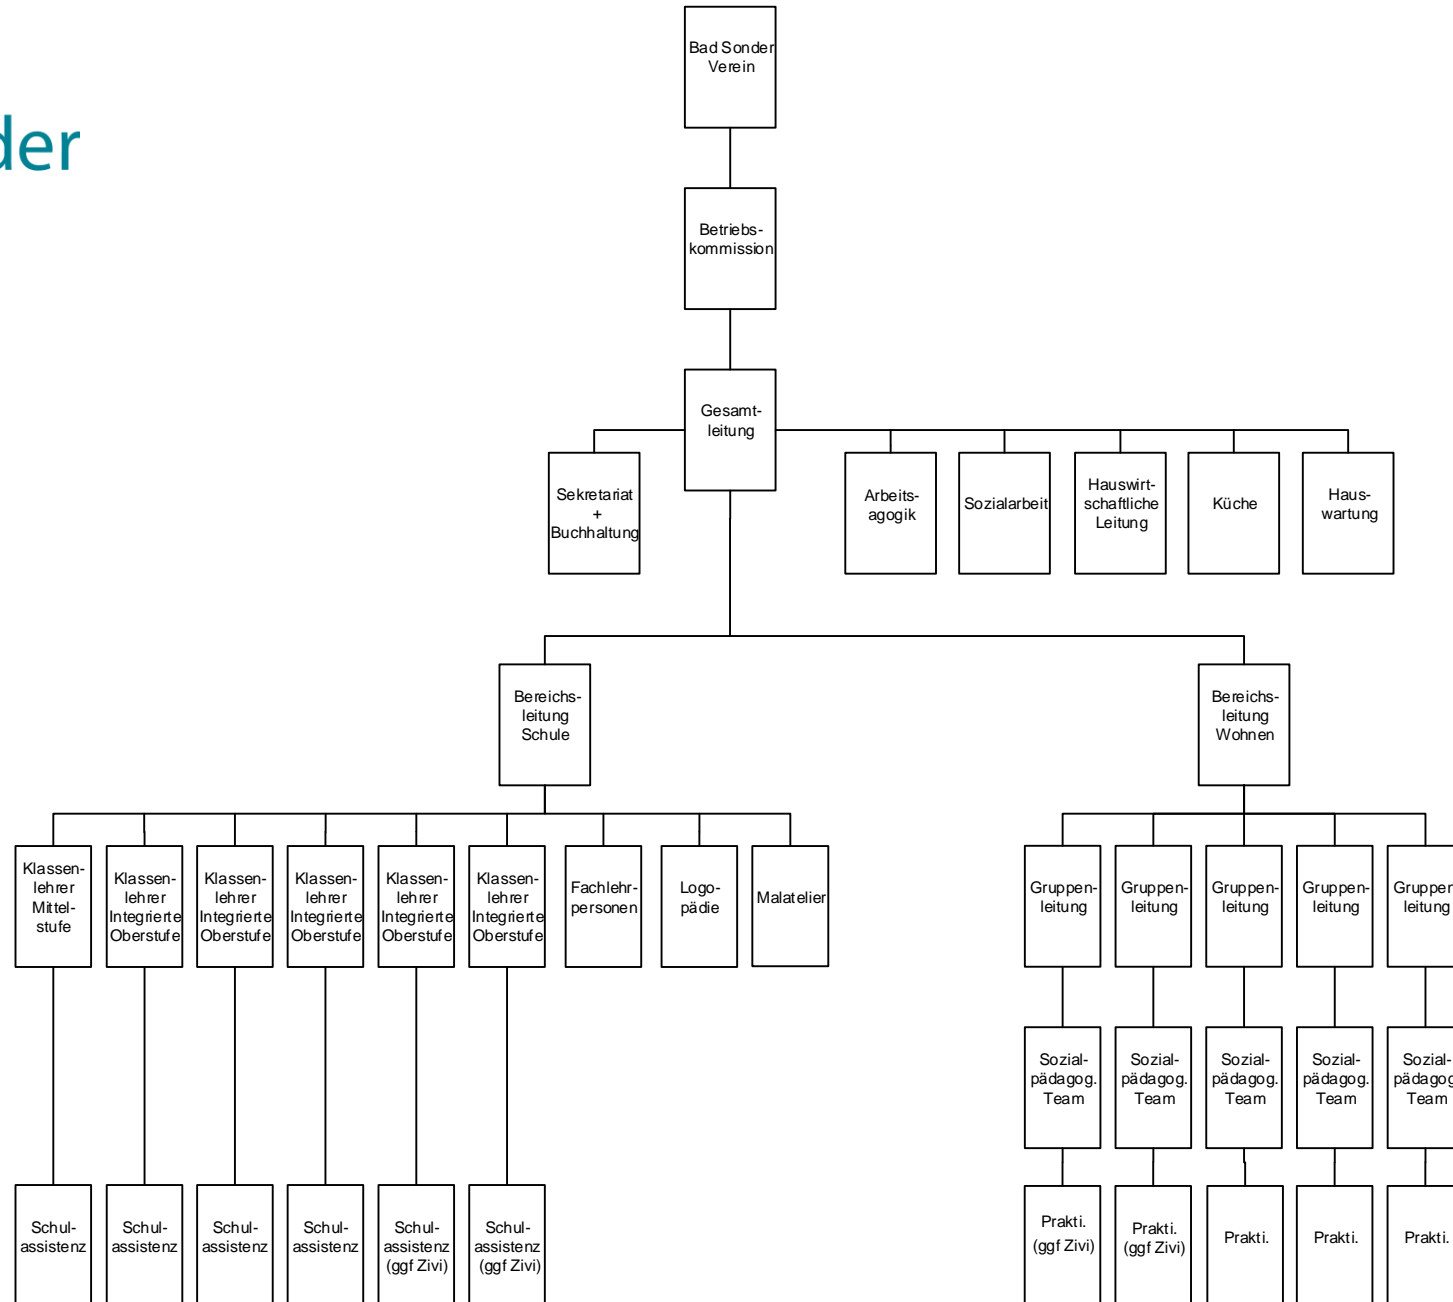 der
Bad Sonder
Verein
Betriebs-
kommission
Gesamt-
leitung
Sekretariat
+
Buchhaltung
Arbeits-
agogik
Sozialarbeit
Hauswirt-
schaftliche
Leitung
Küche
Haus-
wartung
Bereichs-
leitung
Schule
Bereichs-
leitung
Wohnen
Klassen-
lehrer
Mittel-
stufe
Klassen-
lehrer
Integrierte
Oberstufe
Klassen-
lehrer
Integrierte
Oberstufe
Klassen-
lehrer
Integrierte
Oberstufe
Klassen-
lehrer
Integrierte
Oberstufe
Klassen-
lehrer
Integrierte
Oberstufe
Fachlehr-
personen
Logo-
pädie
Malatelier
Gruppen-
leitung
Gruppen-
leitung
Gruppen-
leitung
Gruppen-
leitung
Gruppen
leitung
Sozial-
pädagog.
Team
Sozial-
pädagog.
Team
Sozial-
pädagog.
Team
Sozial-
pädagog.
Team
Sozial-
pädagog
Team
Schul-
assistenz
Schul-
assistenz
Schul-
assistenz
Schul-
assistenz
Schul-
assistenz
(ggf Zivi)
Schul-
assistenz
(ggf Zivi)
Prakti.
(ggf Zivi)
Prakti.
(ggf Zivi)
Prakti.
Prakti.
Prakti.